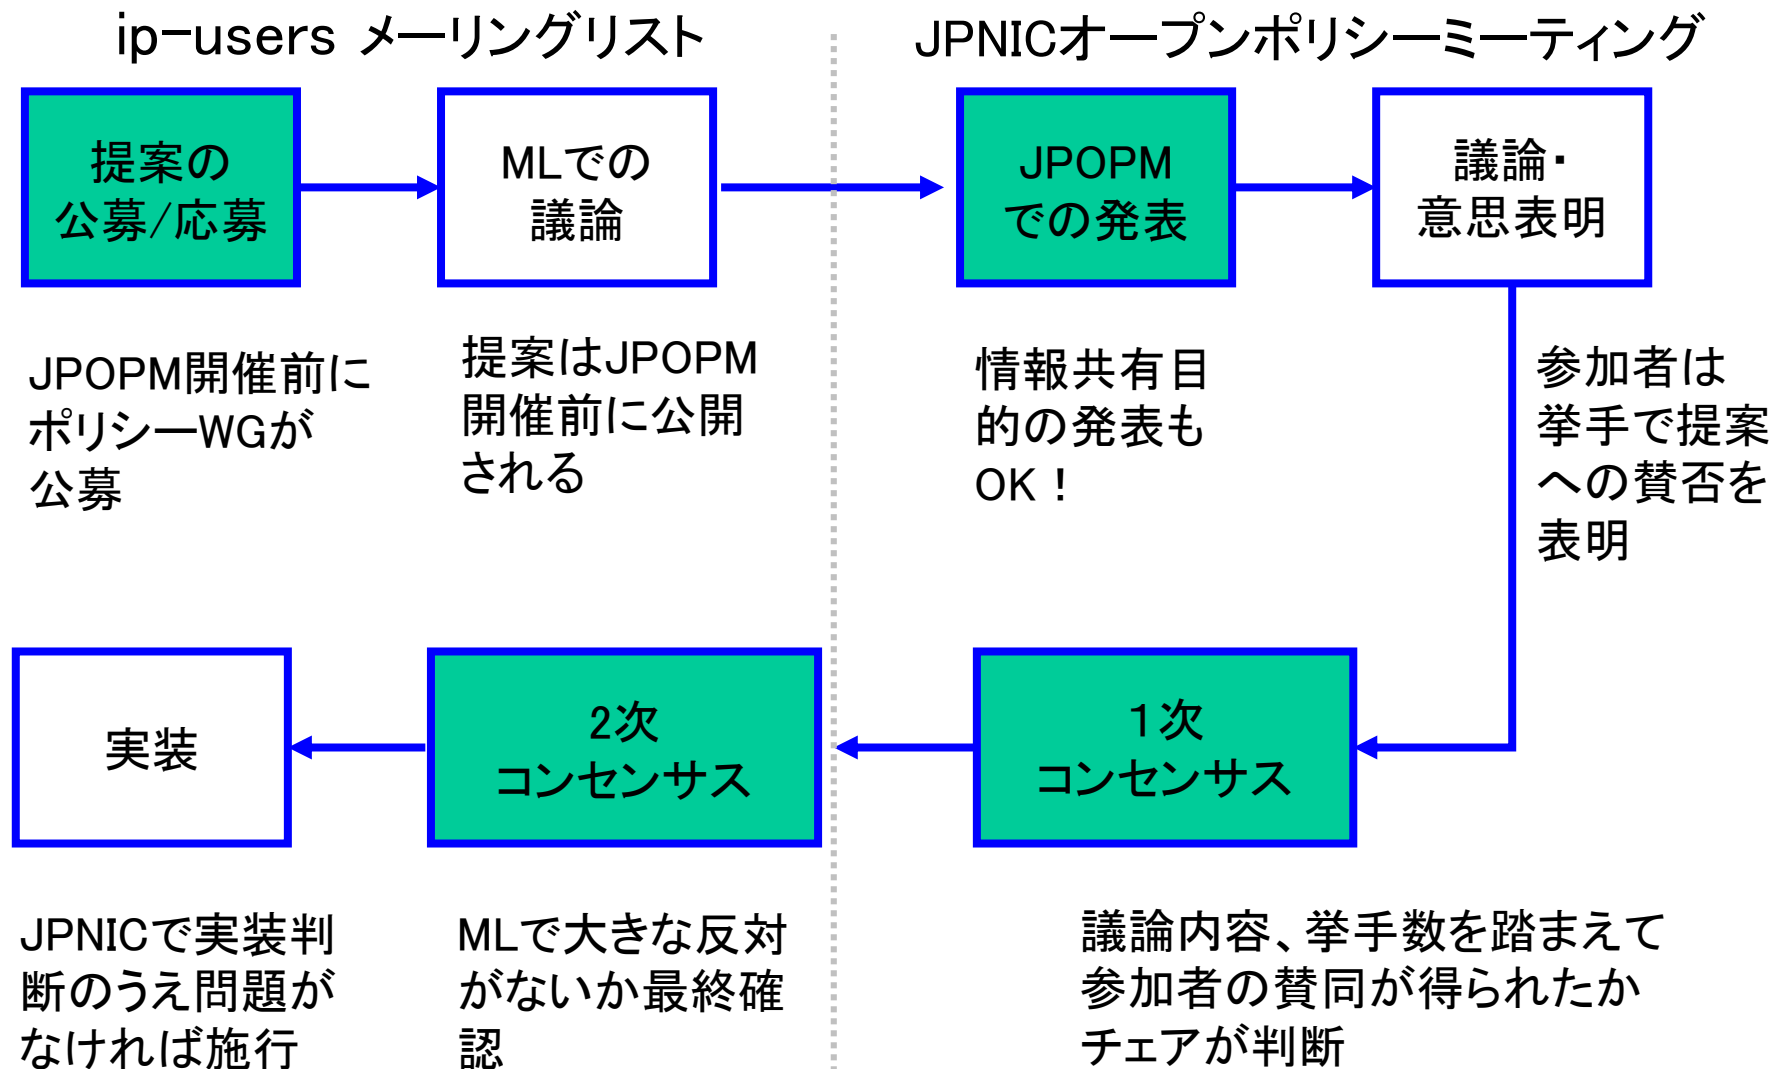 ip-users メーリングリスト
JPNICオープンポリシーミーティング
提案の
公募/応募
MLでの
議論
JPOPM
での発表
議論・
意思表明
JPOPM開催前に
ポリシーWGが
公募
提案はJPOPM
開催前に公開
される
情報共有目
的の発表も
OK！
参加者は
挙手で提案
への賛否を
表明
実装
2次
コンセンサス
１次
コンセンサス
JPNICで実装判
断のうえ問題が
なければ施行
MLで大きな反対
がないか最終確
認
議論内容、挙手数を踏まえて
参加者の賛同が得られたか
チェアが判断